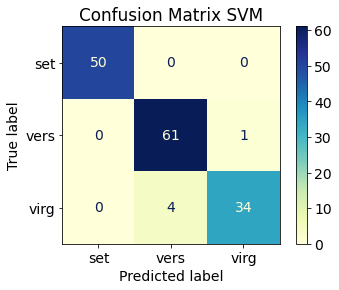 Confusion Matrix SVM
True label
set 50 0 0
vers 0 61 1
virg 0 4 34
set vers virg
Predicted label
60
50
40
30
20
10
0